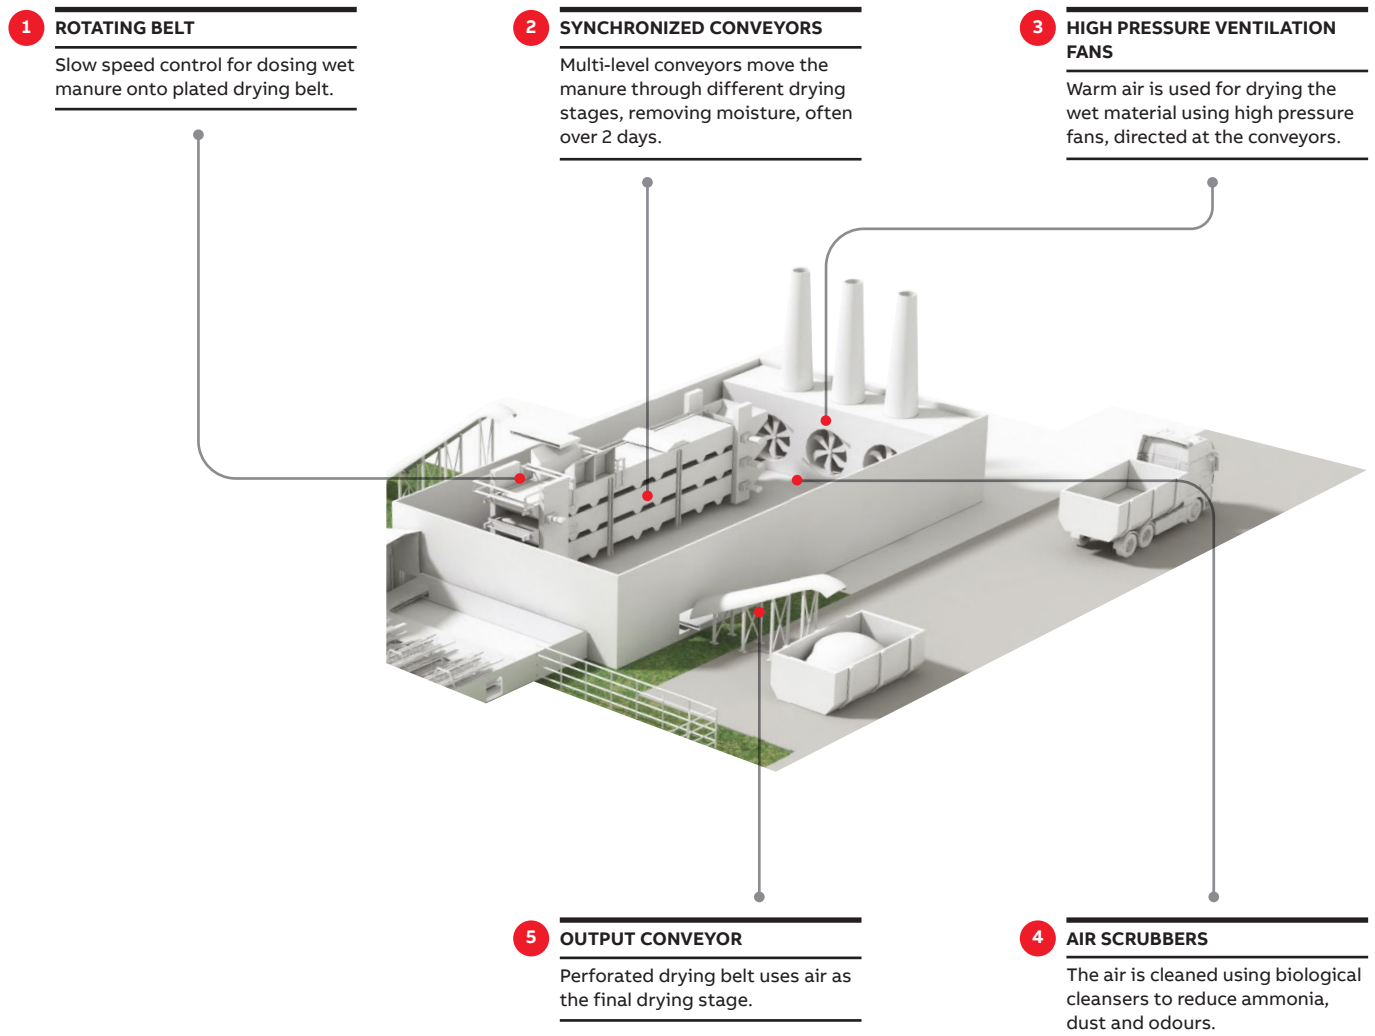 1 ROTATING BELT
Slow speed control for dosing wet
manure onto plated drying belt.
2 SYNCHRONIZED CONVEYORS
Multi-level conveyors move the
manure through different drying
stages, removing moisture, often
over 2 days.
3 HIGH PRESSURE VENTILATION
FANS
Warm air is used for drying the
wet material using high pressure
fans, directed at the conveyors.
5 OUTPUT CONVEYOR
Perforated drying belt uses air as
the final drying stage.
4 AIR SCRUBBERS
The air is cleaned using biological
cleansers to reduce ammonia,
dust and odours.